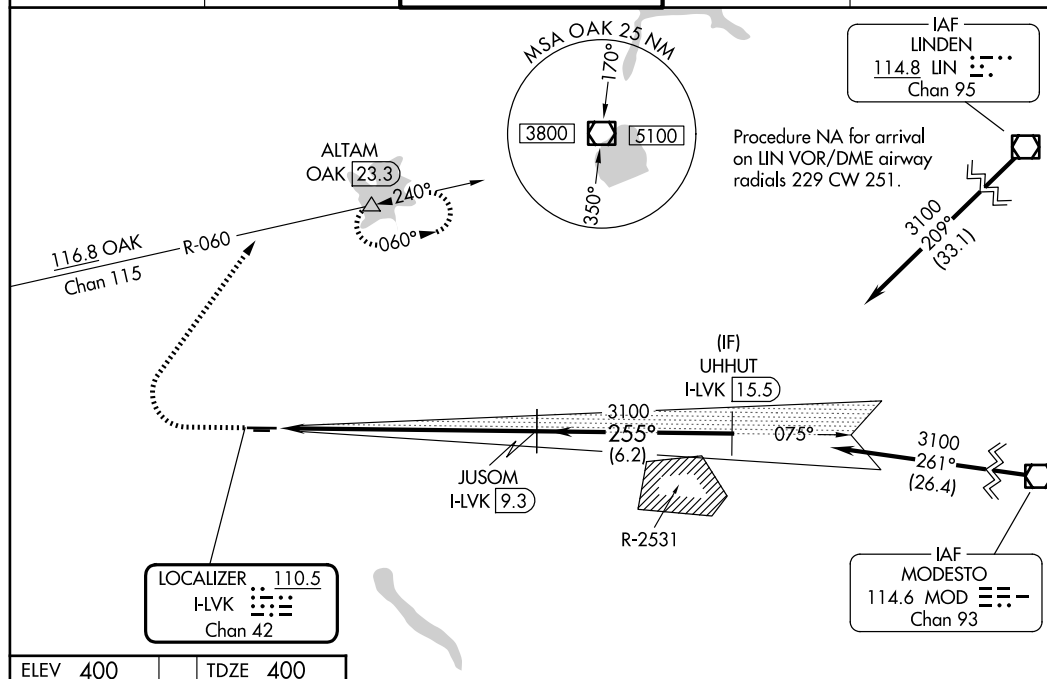 MSA OAK 25 NM
170°
3800
5100
350°
IAF
LINDEN
114.8 LIN
Chan 95
Procedure NA for arrival
on LIN VOR/DME airway
radials 229 CW 251.
3100
209°
(33.1)
ALTAM
OAK 23.3
240°
060°
116.8 OAK
Chan 115
R-060
(IF)
UHHUT
I-LVK 15.5
3100
255°
(6.2)
075°
JUSOM
I-LVK 9.3
R-2531
3100
261°
(26.4)
LOCALIZER 110.5
I-LVK
Chan 42
IAF
MODESTO
114.6 MOD
Chan 93
ELEV 400
TDZE 400